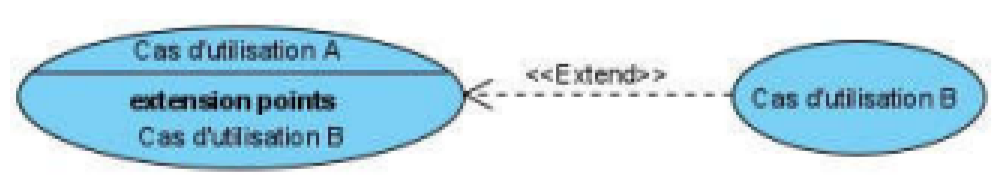 Cas d'utilisation A
extension points
Cas d'utilisation B
<<Extend>>
Cas d'utilisation B